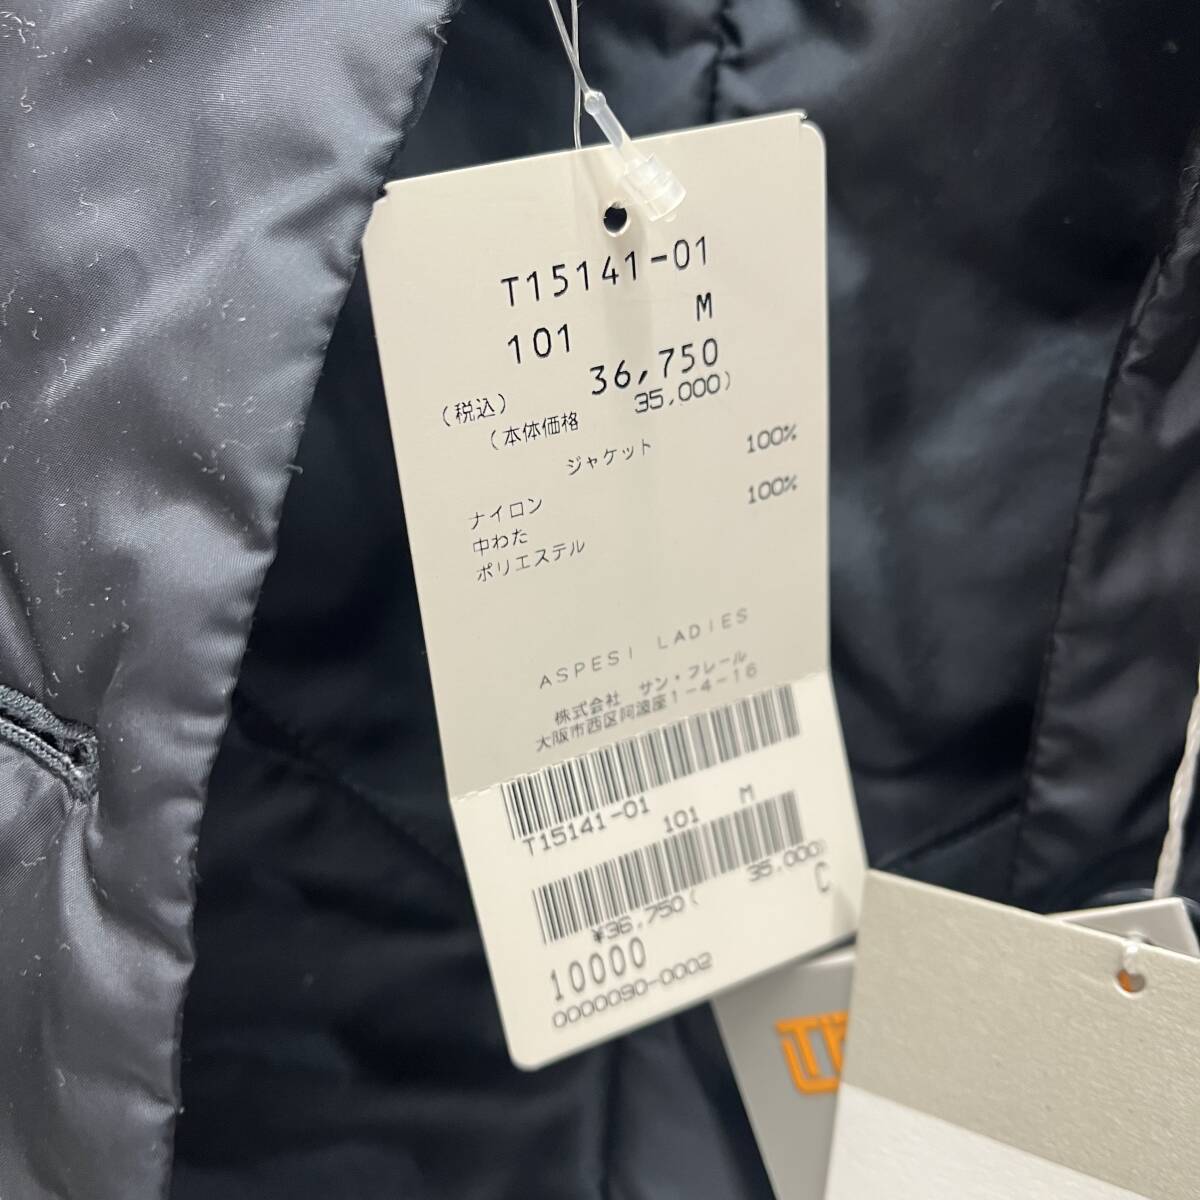 T15141-01
101 M
36,750
(税込)
(本体価格 35,000)
ジャケット
ナイロン 100%
中わた
ポリエステル 100%
ASPESI LADIES
株式会社 サン・フレール
大阪市西区阿波座1-4-16
T15141-01 101 M
¥36,750( 35,000)
10000 C
0000090-0002